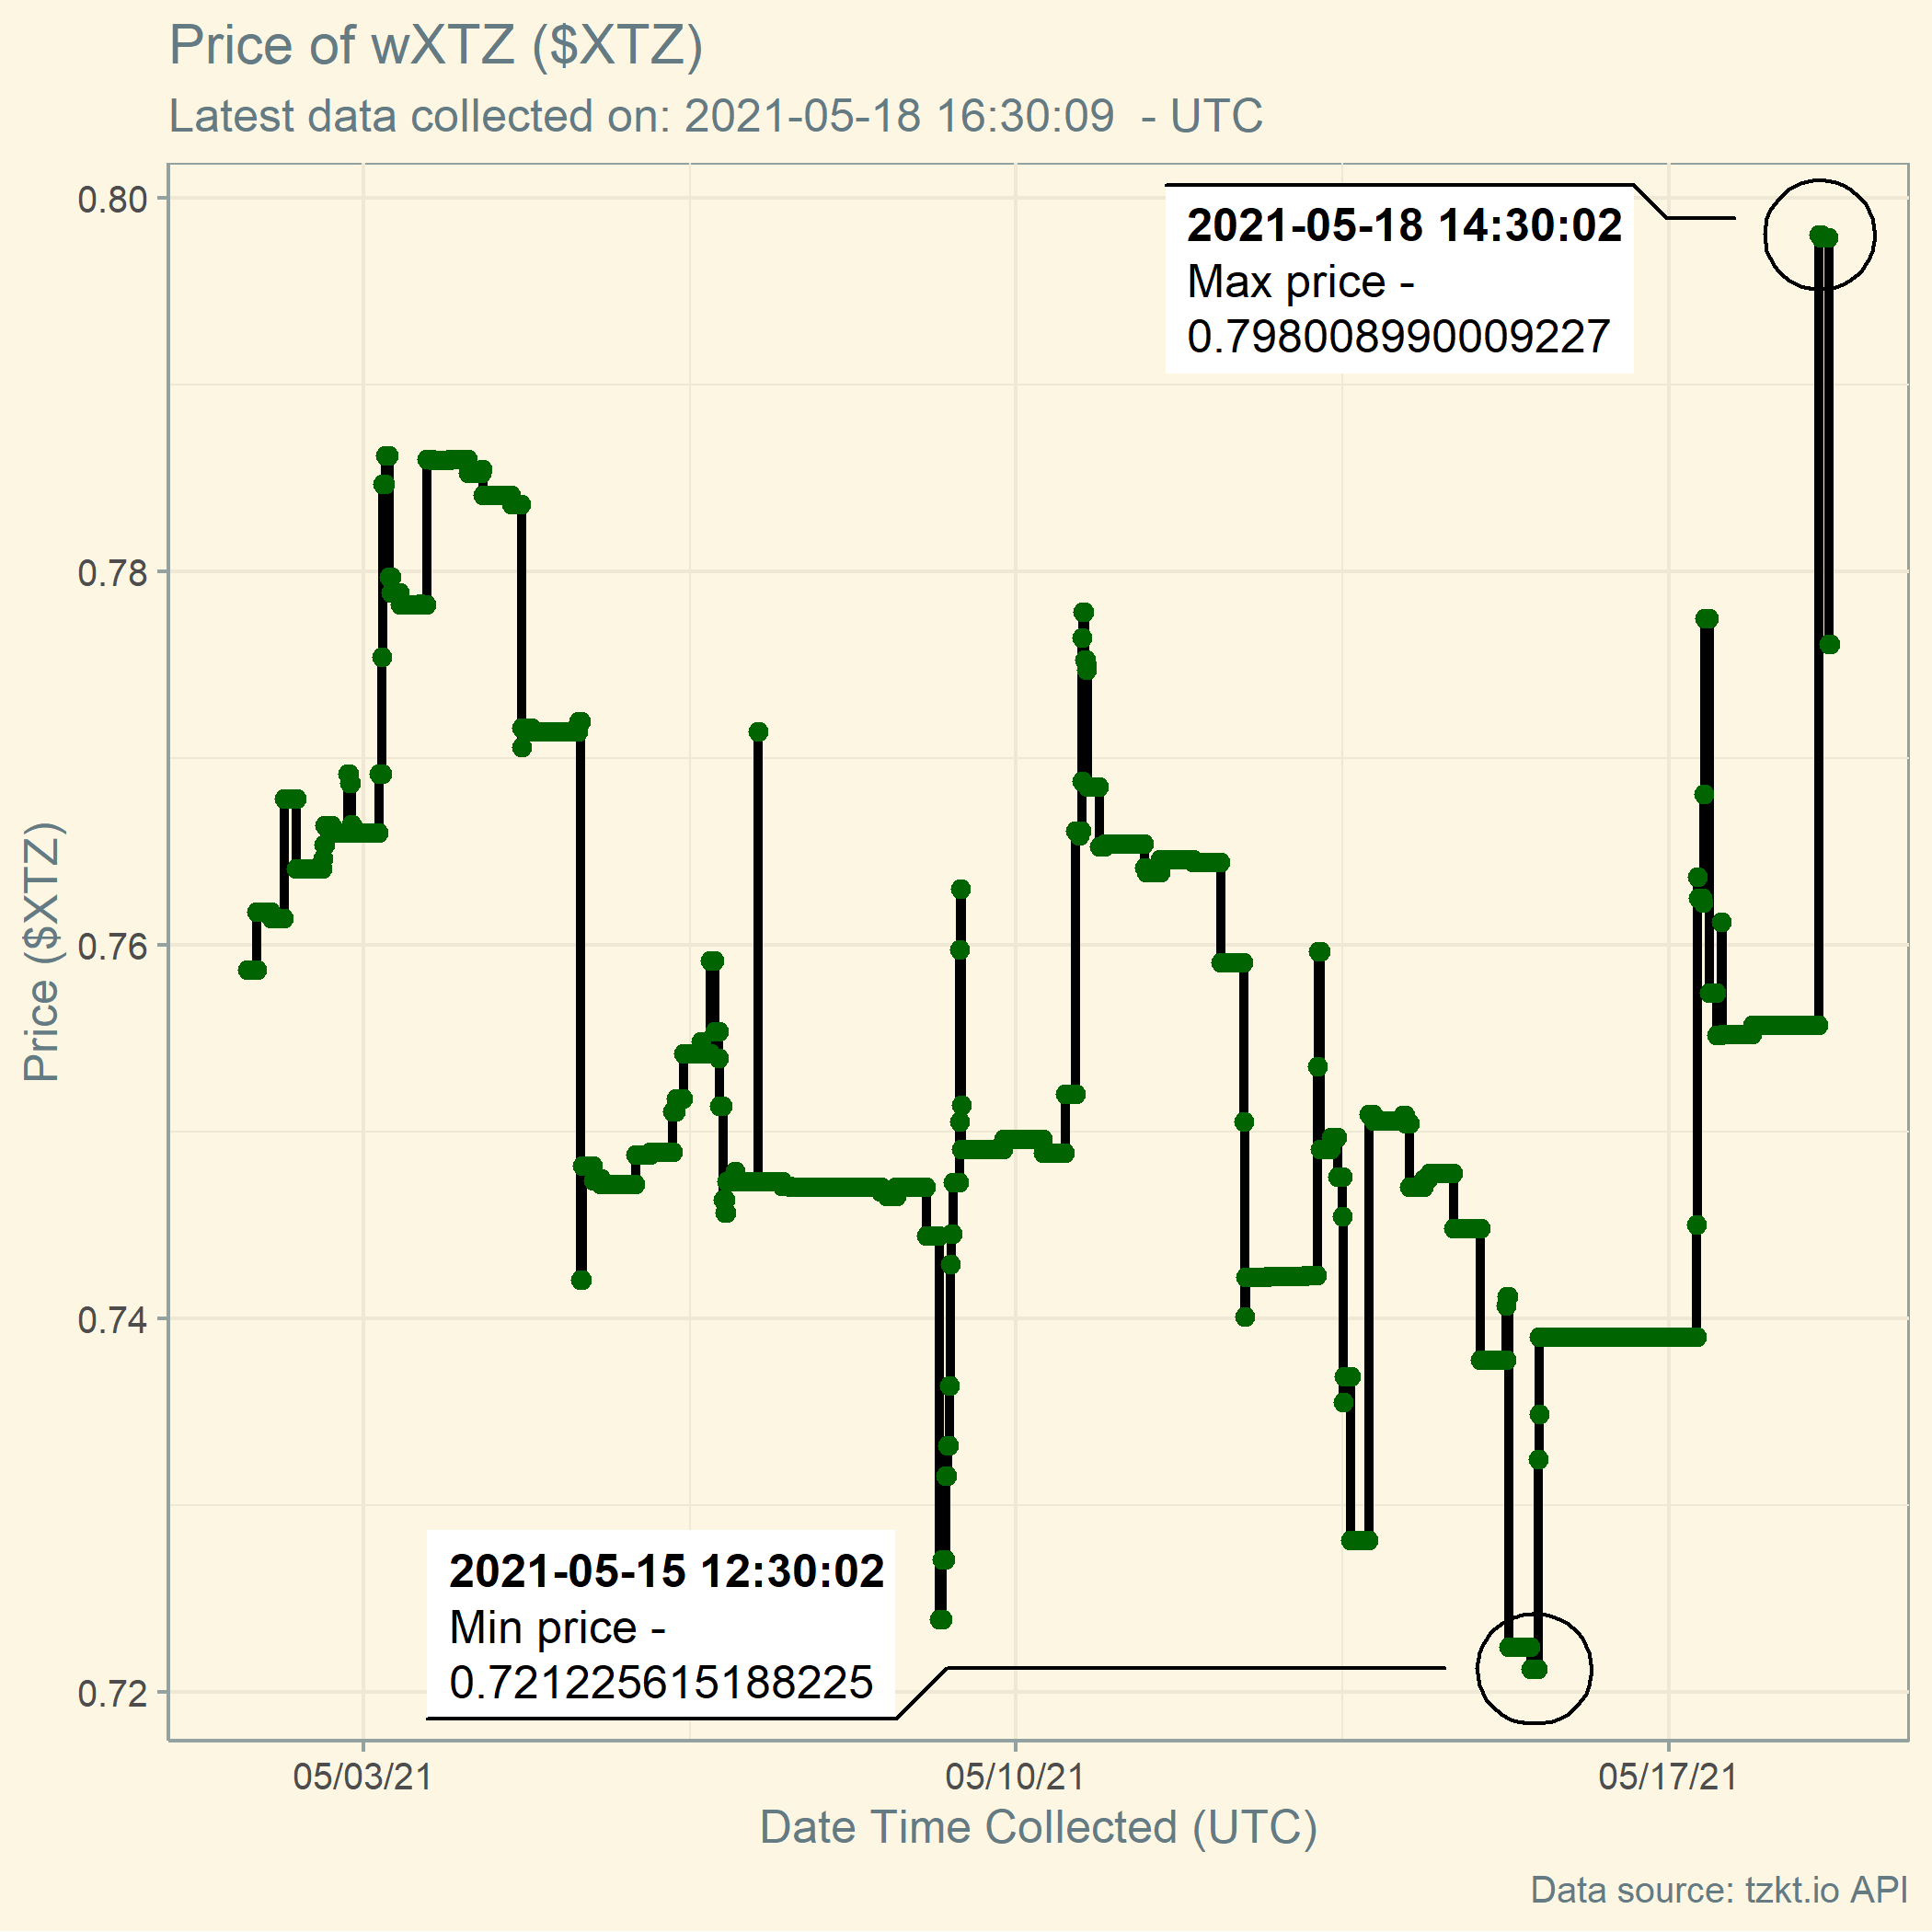 Price of wXTZ ($XTZ)
Latest data collected on: 2021-05-18 16:30:09  - UTC
0.80
2021-05-18 14:30:02
Max price -
0.798008990009227
0.78
0.76
Price ($XTZ)
0.74
2021-05-15 12:30:02
Min price -
0.721225615188225
0.72
05/03/21
05/10/21
05/17/21
Date Time Collected (UTC)
Data source: tzkt.io API